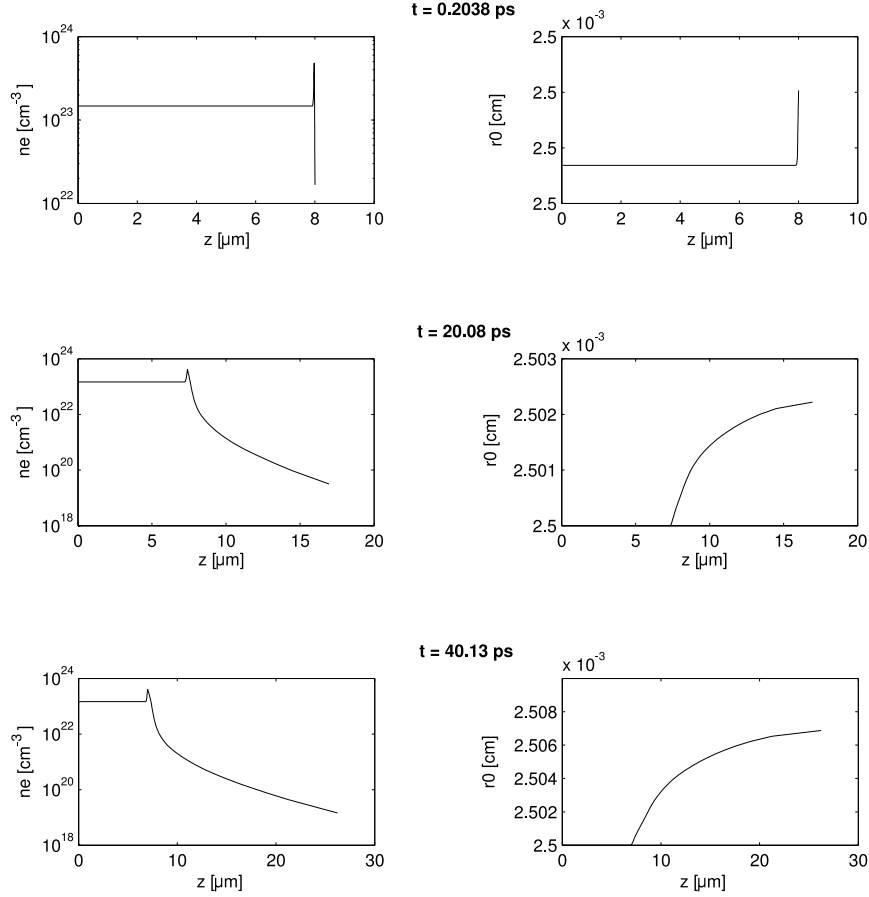 t = 0.2038 ps
x 10^-3
10^24
10^23
10^22
ne [cm^-3]
0 2 4 6 8 10
z [µm]
2.5
2.5
2.5
2.5
r0 [cm]
0 2 4 6 8 10
z [µm]
t = 20.08 ps
x 10^-3
10^24
10^22
10^20
10^18
ne [cm^-3]
0 5 10 15 20
z [µm]
2.503
2.502
2.501
2.5
r0 [cm]
0 5 10 15 20
z [µm]
t = 40.13 ps
x 10^-3
10^24
10^22
10^20
10^18
ne [cm^-3]
0 10 20 30
z [µm]
2.508
2.506
2.504
2.502
2.5
r0 [cm]
0 10 20 30
z [µm]